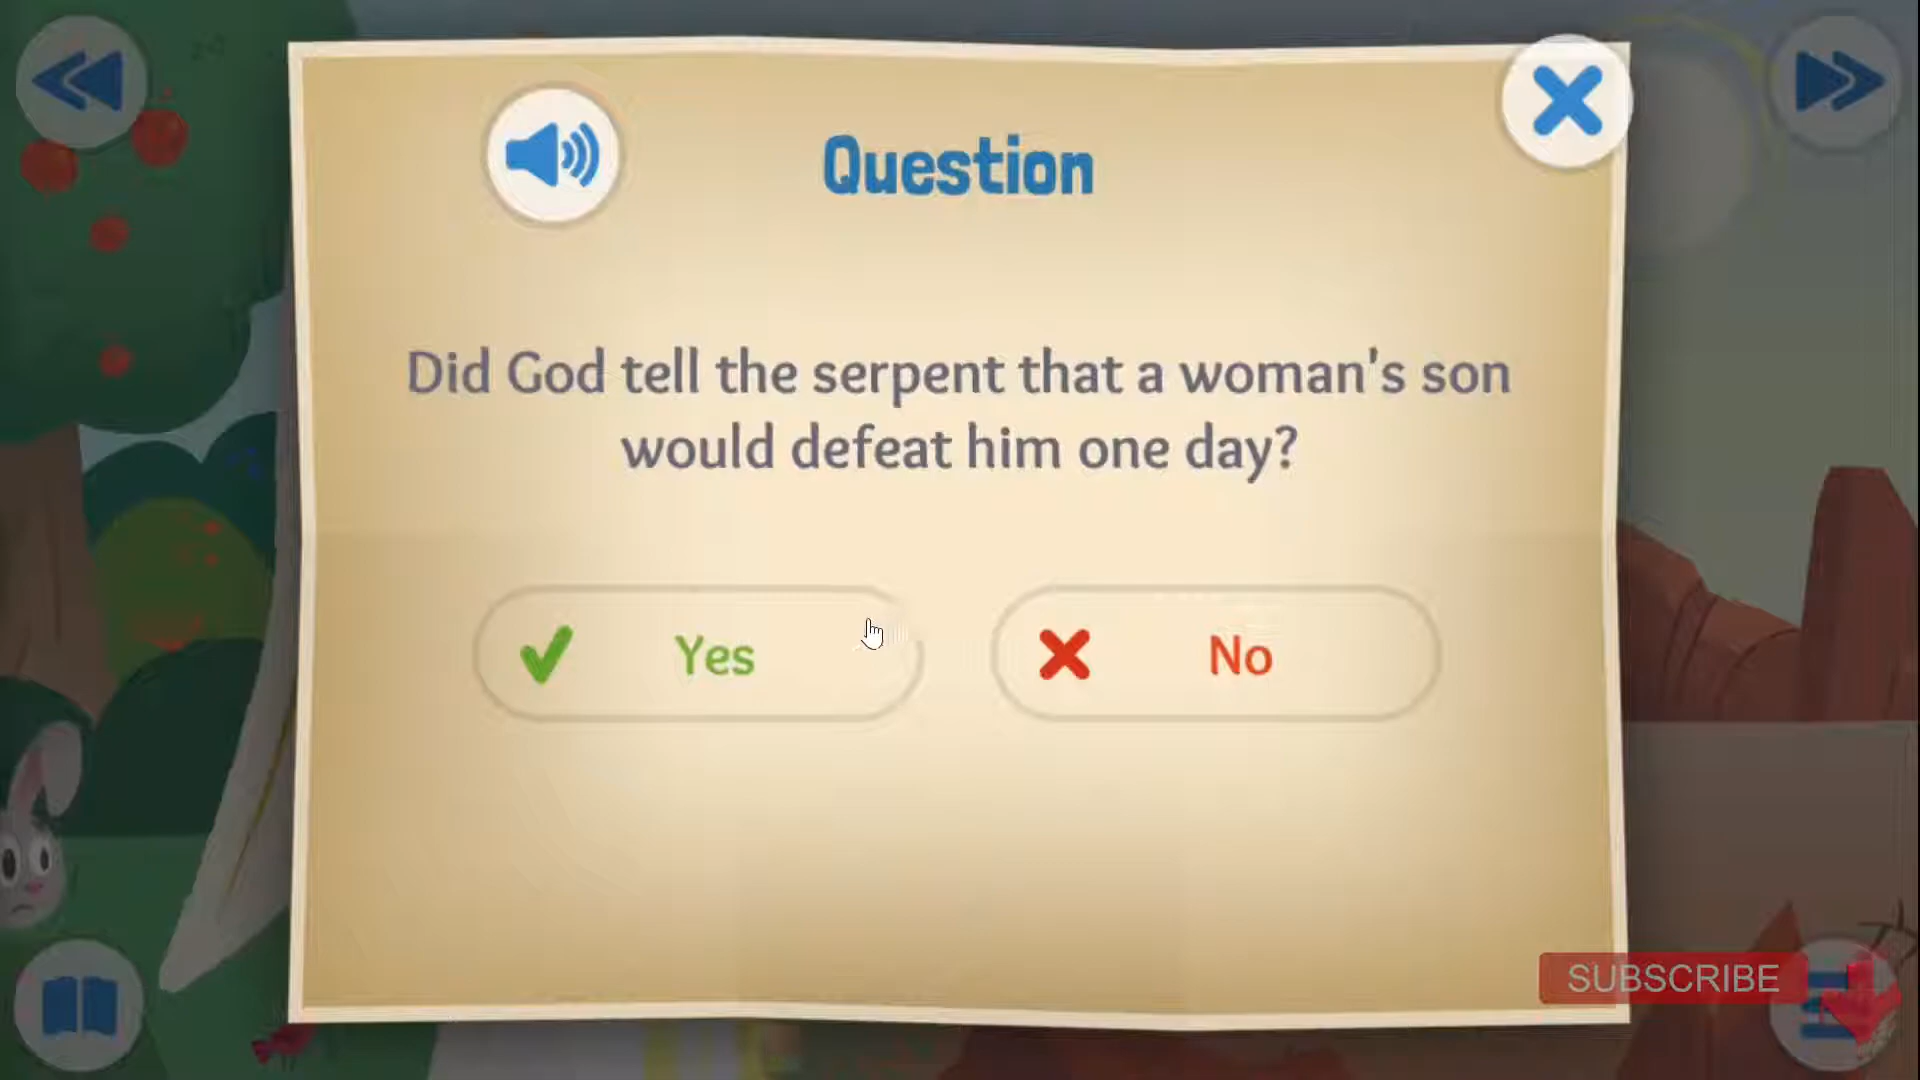 Question
Did God tell the serpent that a woman's son
would defeat him one day?
Yes
No
SUBSCRIBE